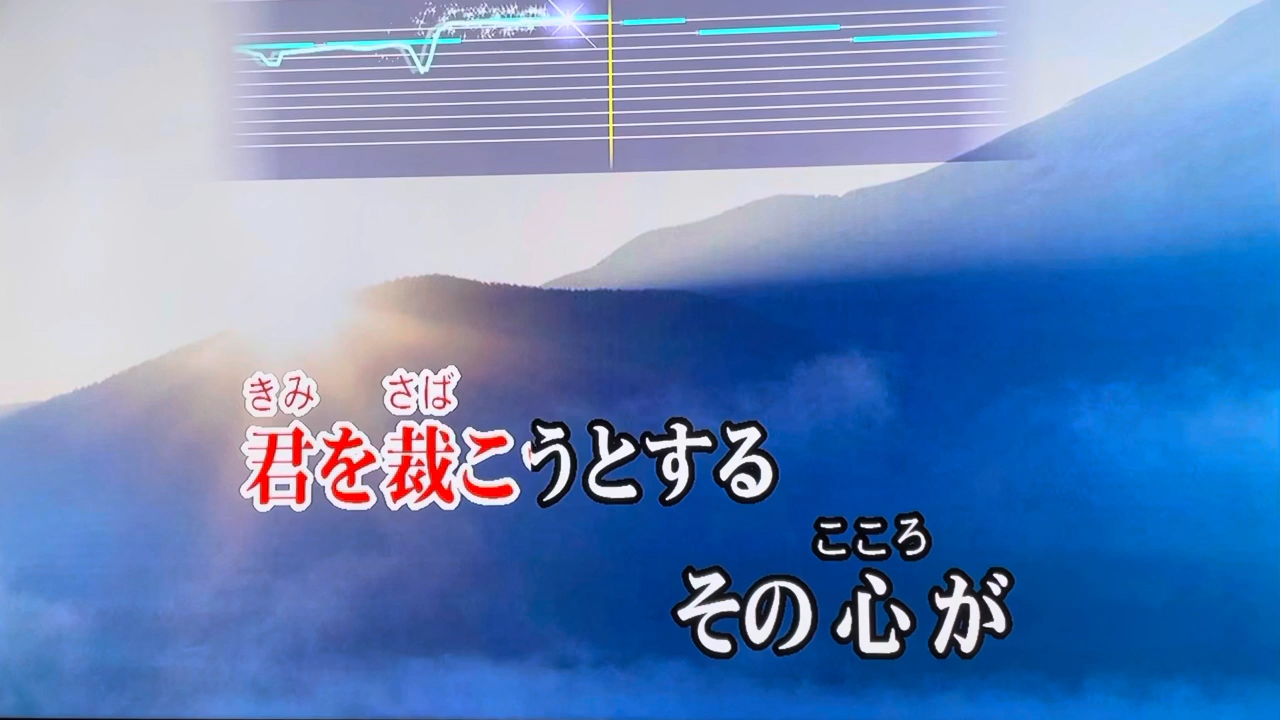 きみ さば
君を裁こうとする
こころ
その心が